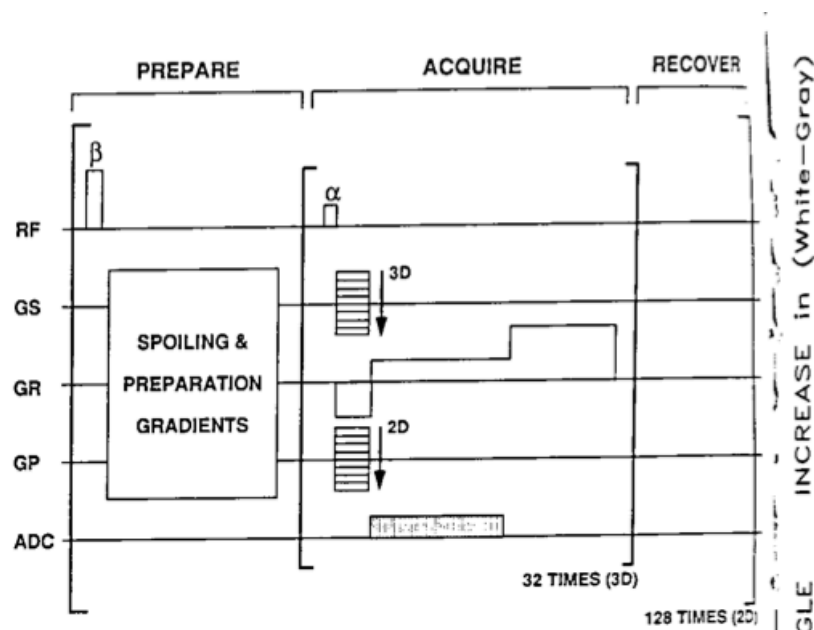 PREPARE
ACQUIRE
RECOVER
β
α
RF
3D
GS
SPOILING &
PREPARATION
GRADIENTS
GR
2D
GP
ADC
32 TIMES (3D)
128 TIMES (2D)
INCREASE in (White-Gray)